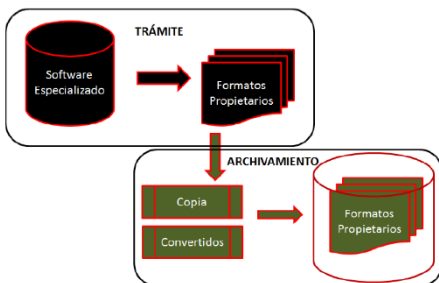 TRÁMITE
Software
Especializado
Formatos
Propietarios
ARCHIVAMIENTO
Copia
Convertidos
Formatos
Propietarios